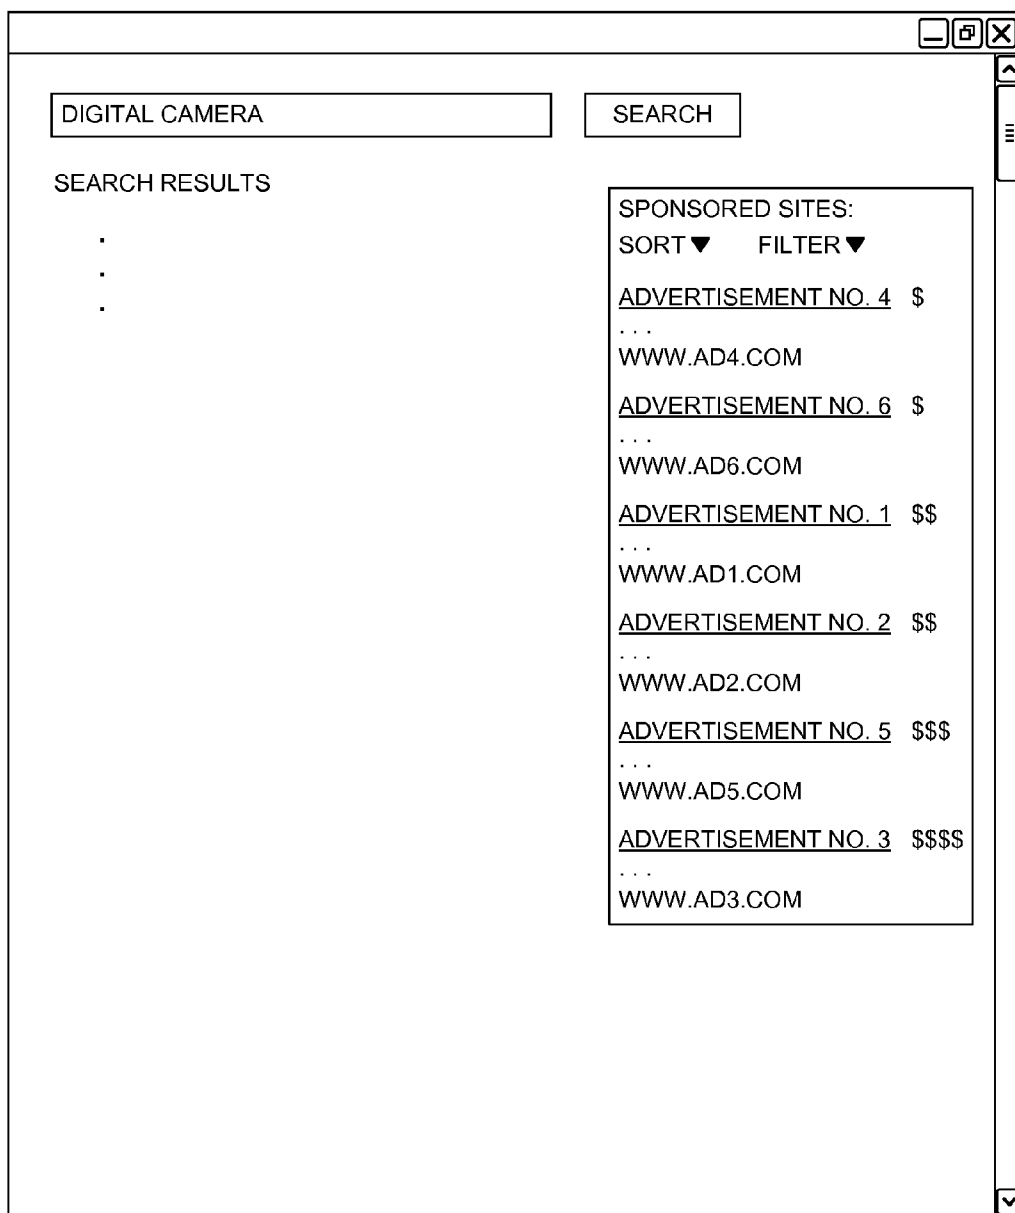 DIGITAL CAMERA
SEARCH
SEARCH RESULTS
.
.
.
SPONSORED SITES:
SORT▼ FILTER▼
ADVERTISEMENT NO. 4 $
. . .
WWW.AD4.COM
ADVERTISEMENT NO. 6 $
. . .
WWW.AD6.COM
ADVERTISEMENT NO. 1 $$
. . .
WWW.AD1.COM
ADVERTISEMENT NO. 2 $$
. . .
WWW.AD2.COM
ADVERTISEMENT NO. 5 $$$
. . .
WWW.AD5.COM
ADVERTISEMENT NO. 3 $$$$
. . .
WWW.AD3.COM